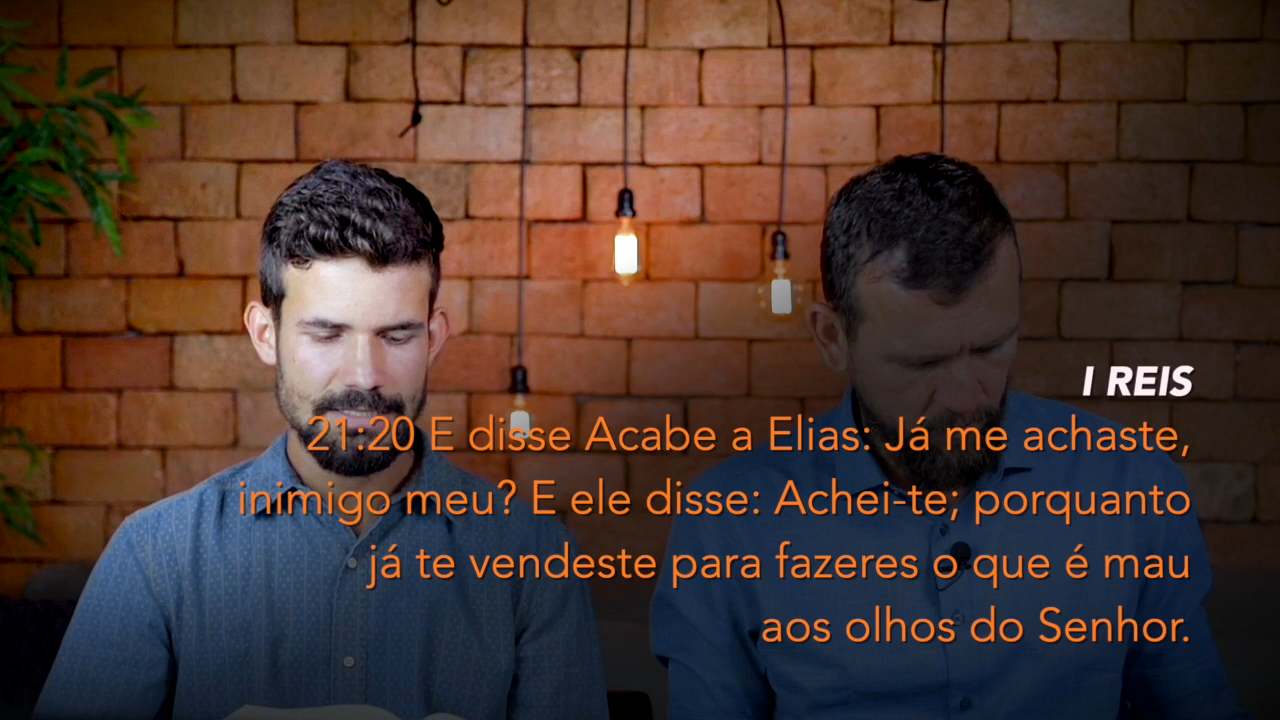 I REIS
21:20 E disse Acabe a Elias: Já me achaste,
inimigo meu? E ele disse: Achei-te; porquanto
já te vendeste para fazeres o que é mau
aos olhos do Senhor.